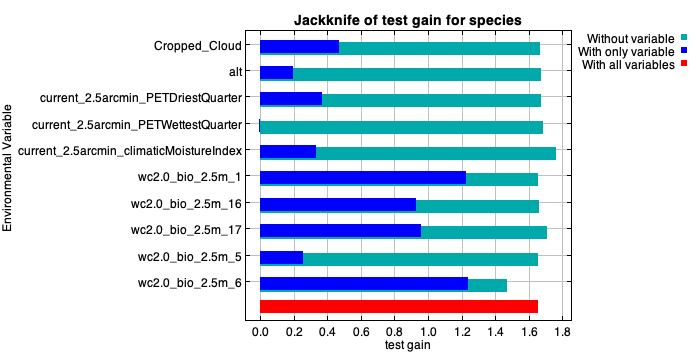 Jackknife of test gain for species
Without variable
With only variable
With all variables
Environmental Variable
Cropped_Cloud
alt
current_2.5arcmin_PETDriestQuarter
current_2.5arcmin_PETWettestQuarter
current_2.5arcmin_climaticMoistureIndex
wc2.0_bio_2.5m_1
wc2.0_bio_2.5m_16
wc2.0_bio_2.5m_17
wc2.0_bio_2.5m_5
wc2.0_bio_2.5m_6
0.0 0.2 0.4 0.6 0.8 1.0 1.2 1.4 1.6 1.8
test gain